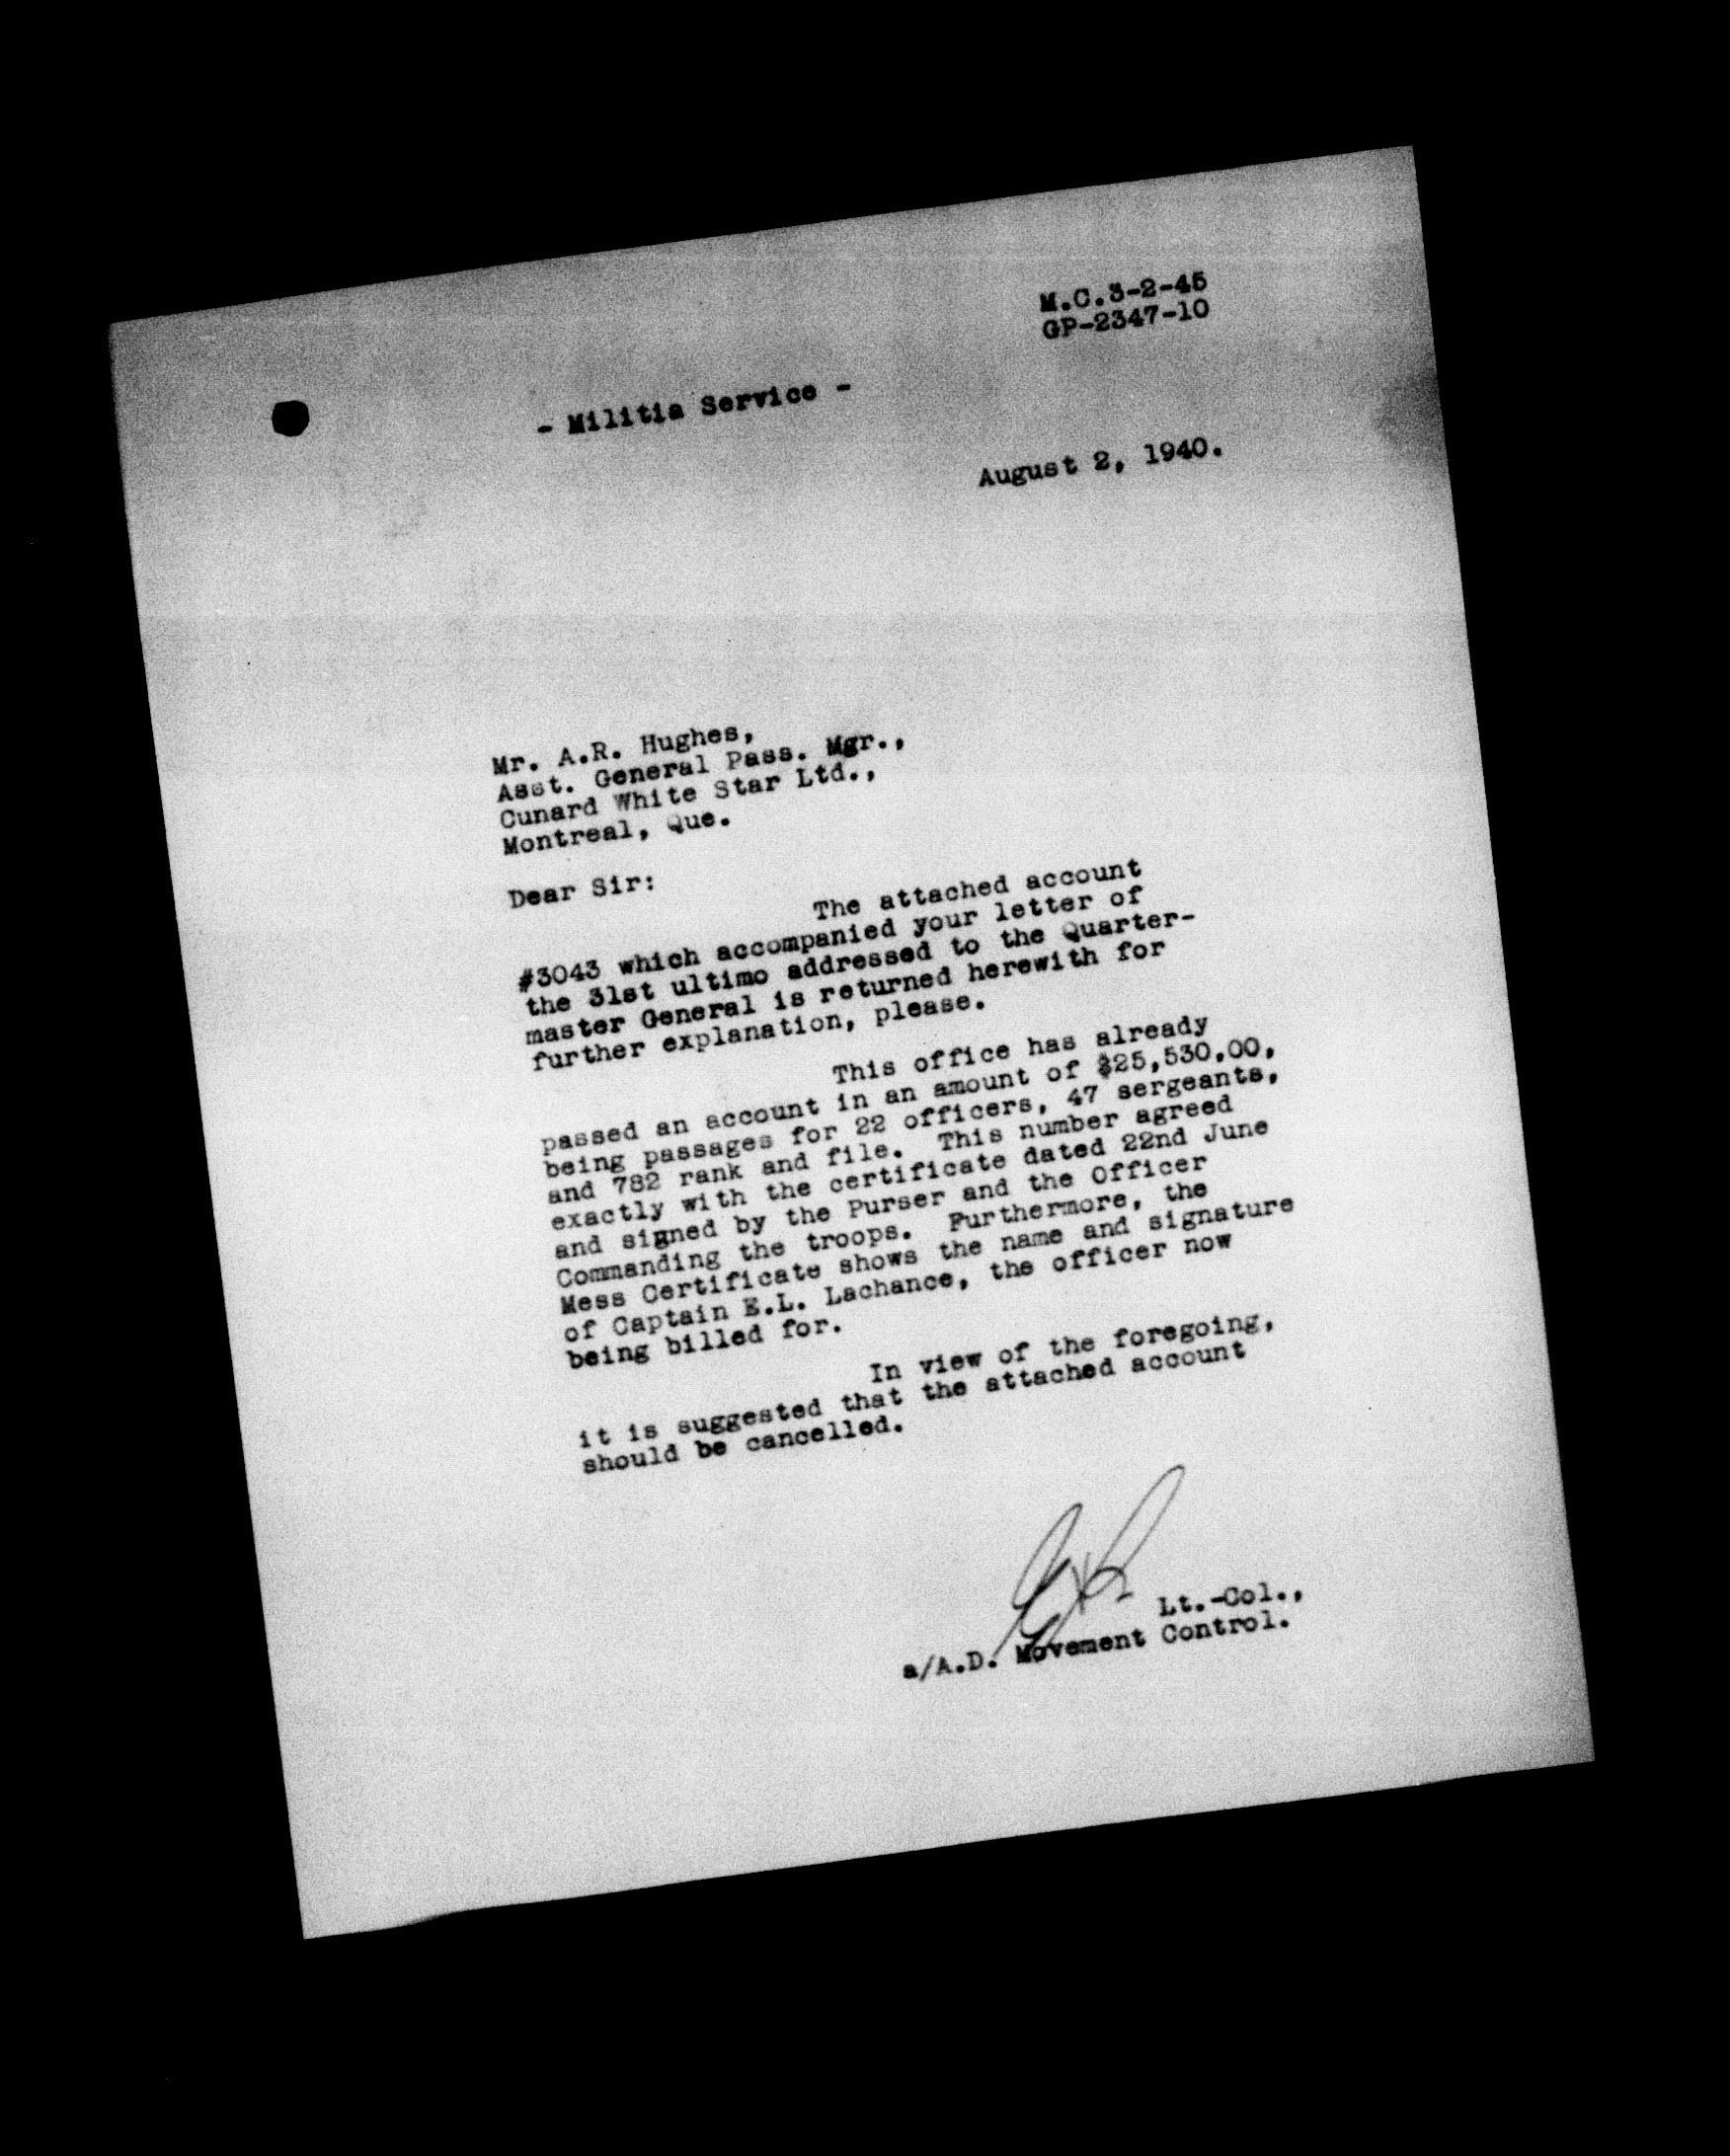 M.C.3-2-45
GP-2347-10
- Militia Service -
August 2, 1940.
Mr. A.R. Hughes,
Asst. General Pass. Mgr.,
Cunard White Star Ltd.,
Montreal, Que.
Dear Sir:
The attached account
#3043 which accompanied your letter of
the 31st ultimo addressed to the Quarter-
master General is returned herewith for
further explanation, please.
This office has already
passed an account in an amount of $25,530.00,
being passages for 22 officers, 47 sergeants,
and 782 rank and file. This number agreed
exactly with the certificate dated 22nd June
and signed by the Purser and the Officer
Commanding the troops. Furthermore, the
Mess Certificate shows the name and signature
of Captain E.L. Lachance, the officer now
being billed for.
In view of the foregoing,
it is suggested that the attached account
should be cancelled.
Lt.-Col.,
a/A.D. Movement Control.